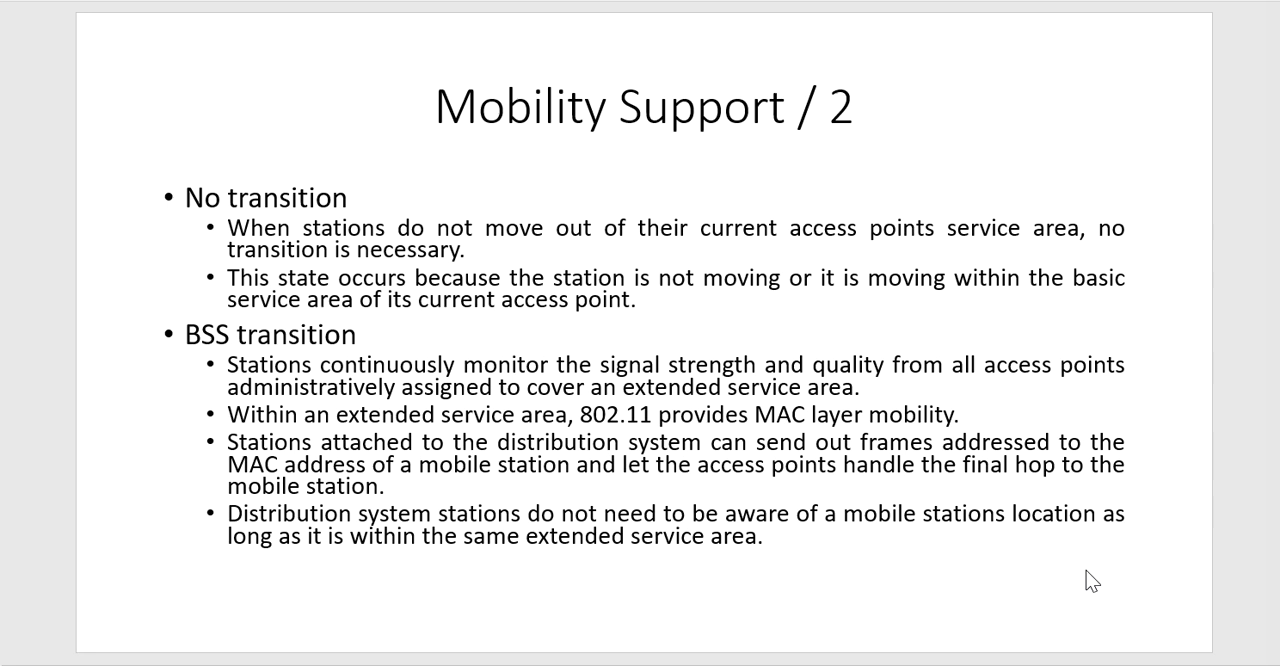 Mobility Support / 2
• No transition
• When stations do not move out of their current access points service area, no
transition is necessary.
• This state occurs because the station is not moving or it is moving within the basic
service area of its current access point.
• BSS transition
• Stations continuously monitor the signal strength and quality from all access points
administratively assigned to cover an extended service area.
• Within an extended service area, 802.11 provides MAC layer mobility.
• Stations attached to the distribution system can send out frames addressed to the
MAC address of a mobile station and let the access points handle the final hop to the
mobile station.
• Distribution system stations do not need to be aware of a mobile stations location as
long as it is within the same extended service area.